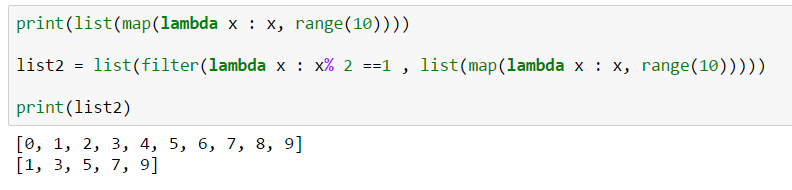 print(list(map(lambda x : x, range(10))))
list2 = list(filter(lambda x : x% 2 ==1 , list(map(lambda x : x, range(10)))))
print(list2)
[0, 1, 2, 3, 4, 5, 6, 7, 8, 9]
[1, 3, 5, 7, 9]